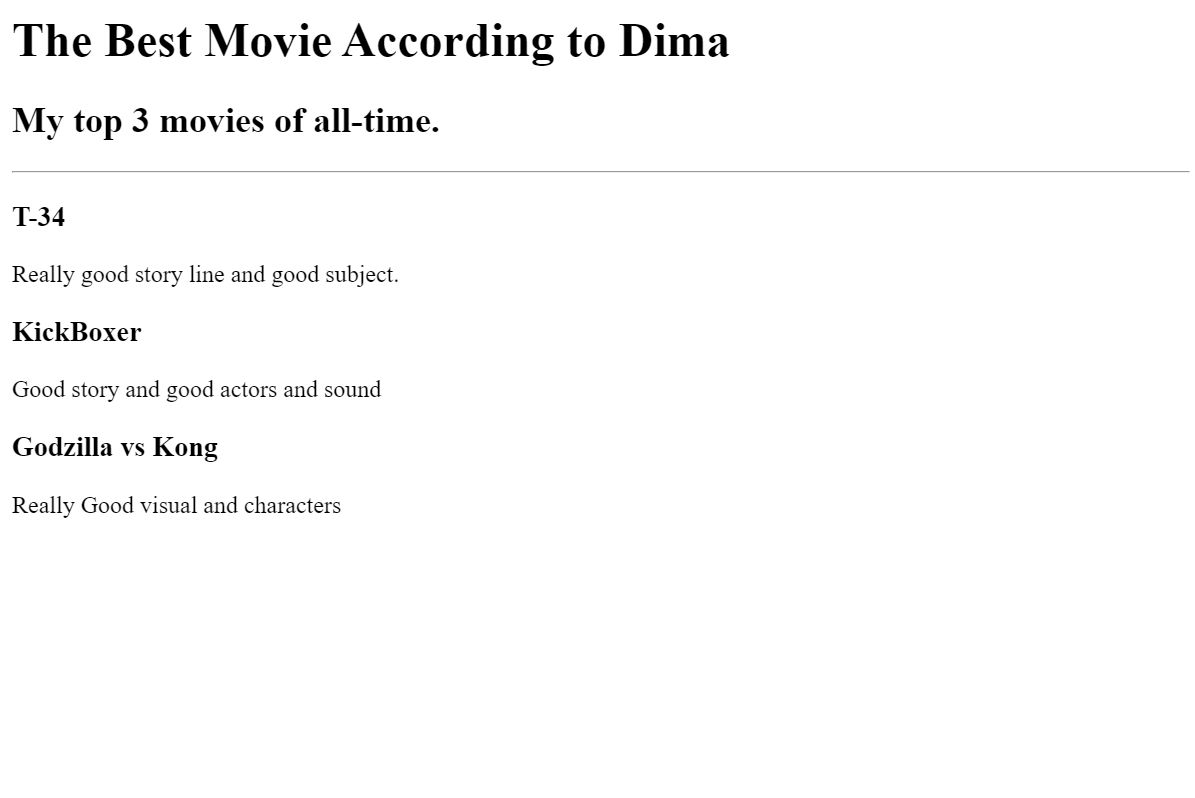 The Best Movie According to Dima
My top 3 movies of all-time.
T-34
Really good story line and good subject.
KickBoxer
Good story and good actors and sound
Godzilla vs Kong
Really Good visual and characters